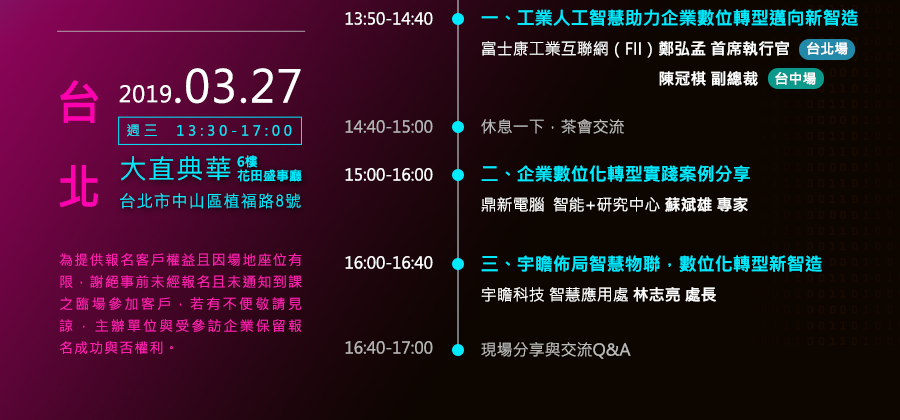 台北
2019.03.27
週三 13:30-17:00
大直典華 6樓 花田盛事廳
台北市中山區植福路8號
為提供報名客戶權益且因場地座位有
限，謝絕事前未經報名且未通知到課
之臨場參加客戶，若有不便敬請見
諒，主辦單位與受參訪企業保留報
名成功與否權利。
13:50-14:40 一、工業人工智慧助力企業數位轉型邁向新智造
富士康工業互聯網（FII）鄭弘孟 首席執行官 台北場
陳冠棋 副總裁 台中場
14:40-15:00 休息一下，茶會交流
15:00-16:00 二、企業數位化轉型實踐案例分享
鼎新電腦 智能+研究中心 蘇斌雄 專家
16:00-16:40 三、宇瞻佈局智慧物聯，數位化轉型新智造
宇瞻科技 智慧應用處 林志亮 處長
16:40-17:00 現場分享與交流Q&A